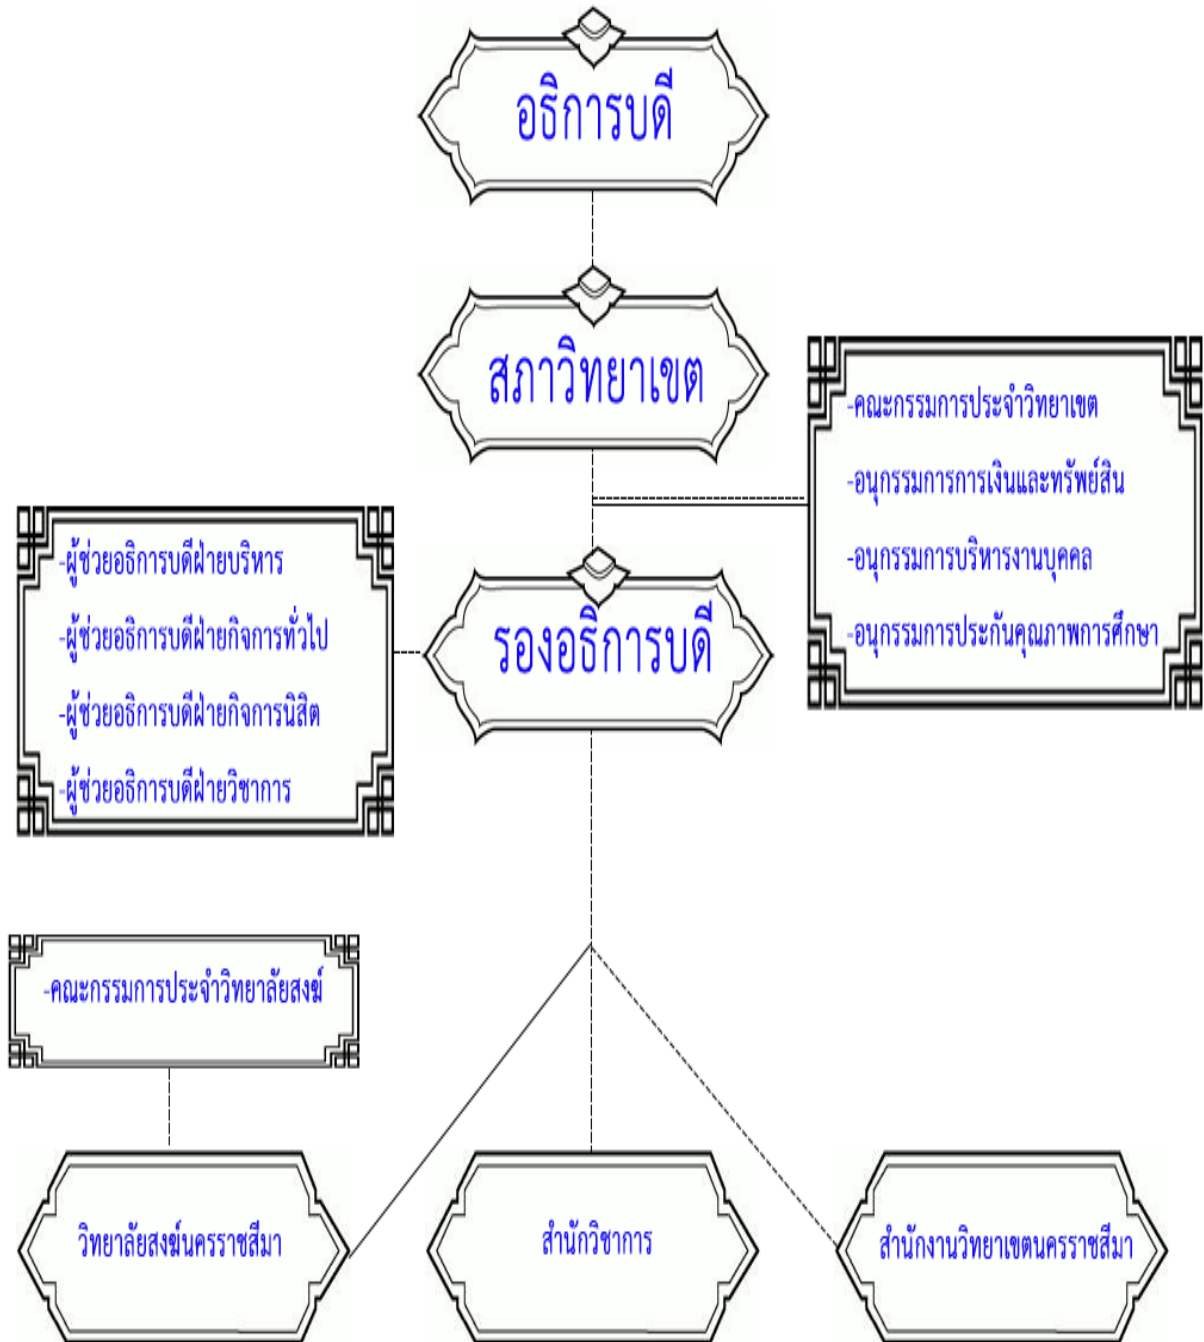 อธิการบดี
สภาวิทยาเขต
-คณะกรรมการประจำวิทยาเขต
-อนุกรรมการการเงินและทรัพย์สิน
-อนุกรรมการบริหารงานบุคคล
-อนุกรรมการประกันคุณภาพการศึกษา
-ผู้ช่วยอธิการบดีฝ่ายบริหาร
-ผู้ช่วยอธิการบดีฝ่ายกิจการทั่วไป
-ผู้ช่วยอธิการบดีฝ่ายกิจการนิสิต
-ผู้ช่วยอธิการบดีฝ่ายวิชาการ
รองอธิการบดี
-คณะกรรมการประจำวิทยาลัยสงฆ์
วิทยาลัยสงฆ์นครราชสีมา
สำนักวิชาการ
สำนักงานวิทยาเขตนครราชสีมา